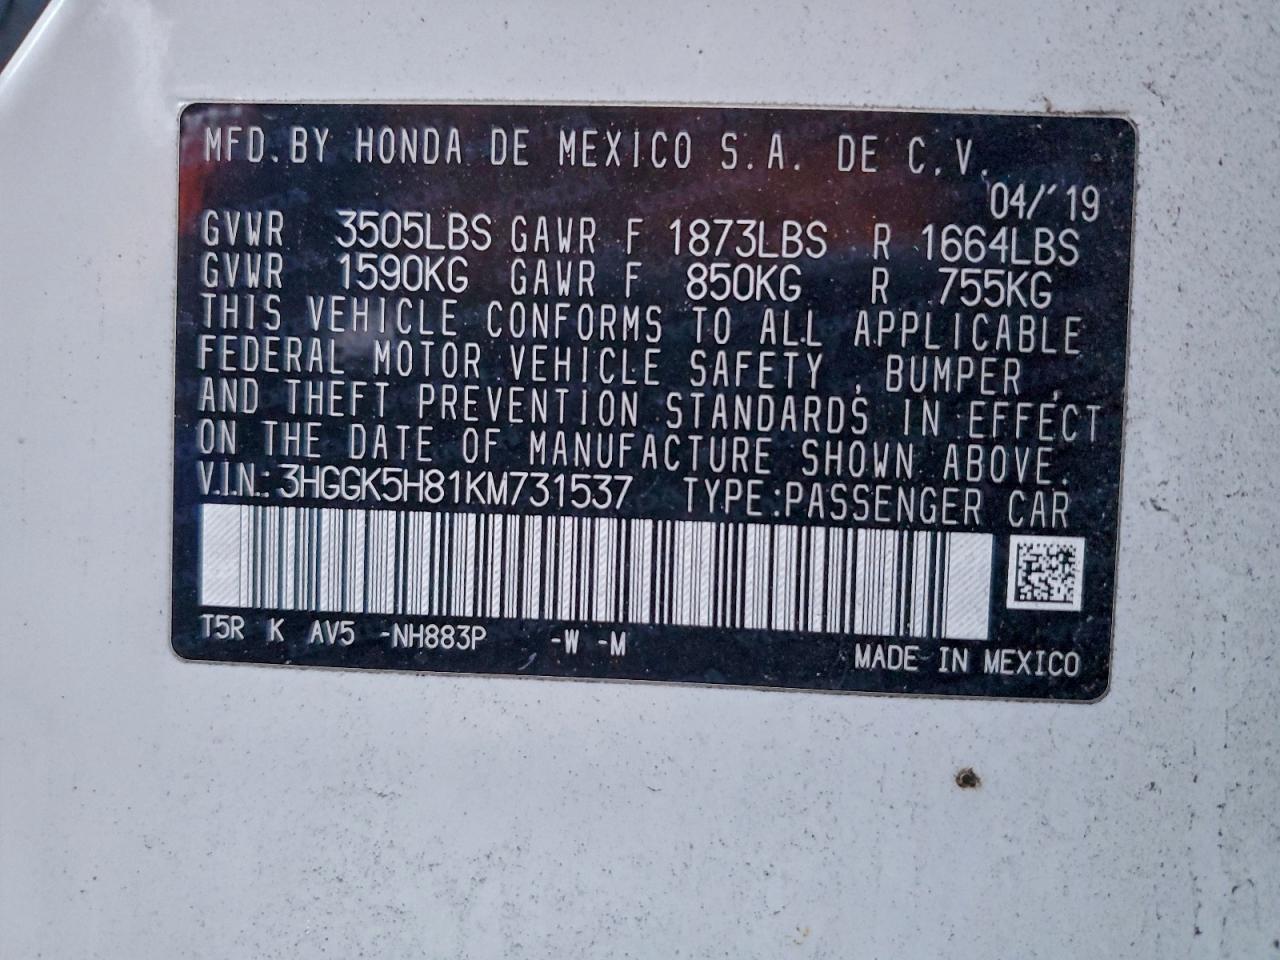 MFD. BY HONDA DE MEXICO S.A. DE C.V.
04/'19
GVWR 3505LBS GAWR F 1873LBS R 1664LBS
GVWR 1590KG GAWR F 850KG R 755KG
THIS VEHICLE CONFORMS TO ALL APPLICABLE
FEDERAL MOTOR VEHICLE SAFETY , BUMPER ,
AND THEFT PREVENTION STANDARDS IN EFFECT
ON THE DATE OF MANUFACTURE SHOWN ABOVE.
V.I.N.: 3HGGK5H81KM731537 TYPE:PASSENGER CAR
T5R K AV5 -NH883P -W -M
MADE IN MEXICO